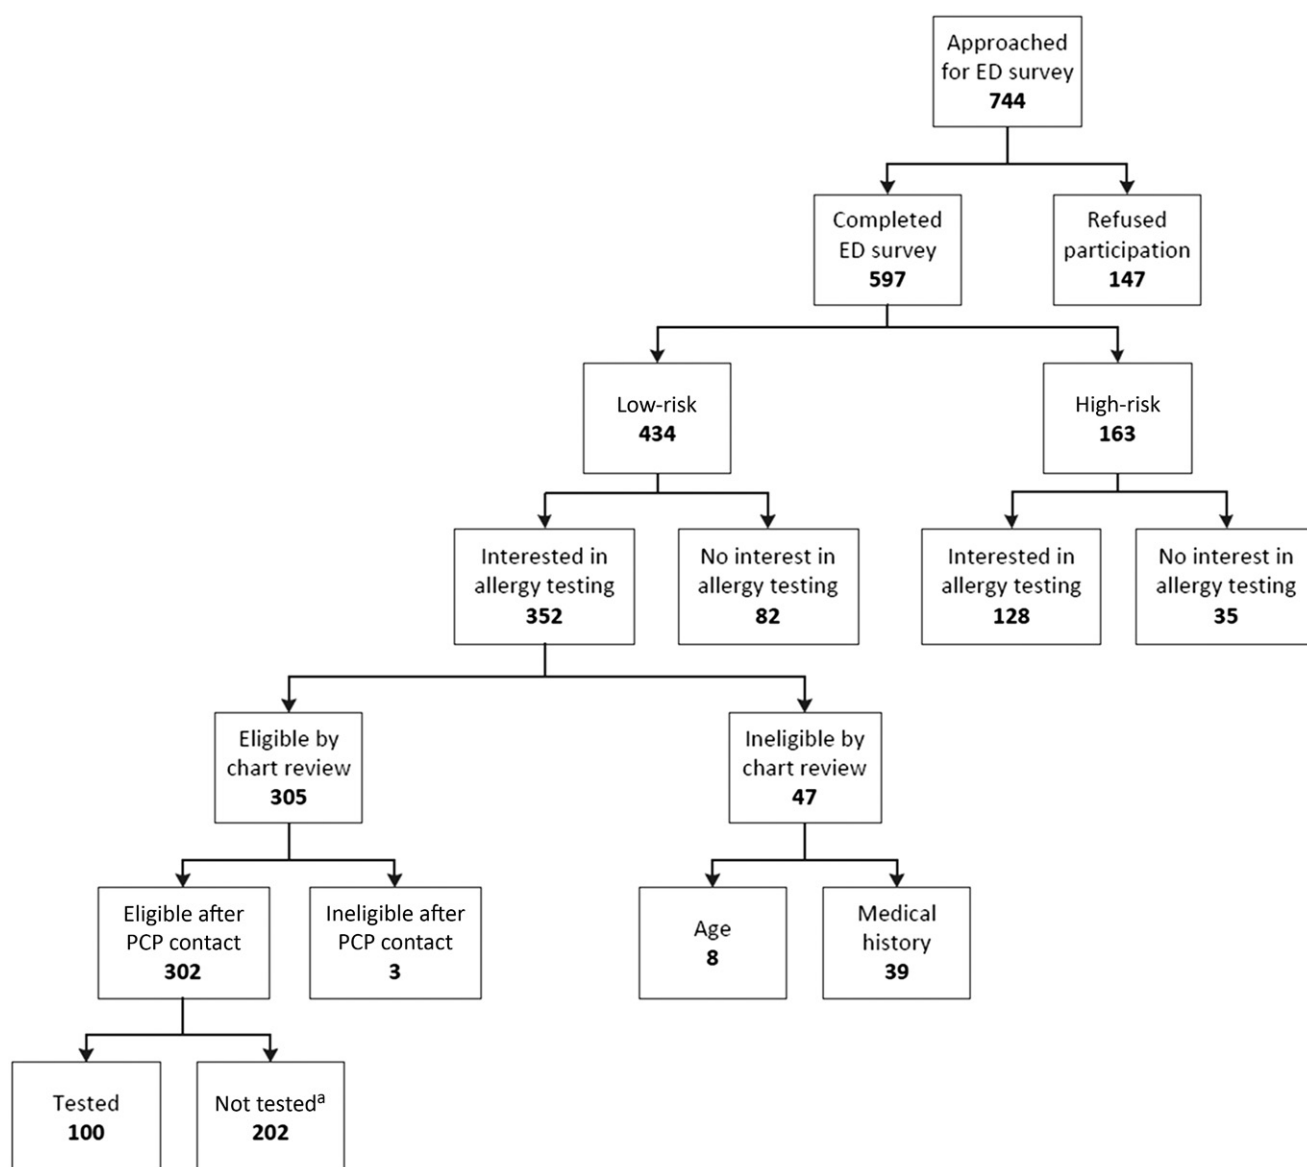 Approached
for ED survey
744
Completed
ED survey
597
Refused
participation
147
Low-risk
434
High-risk
163
Interested in
allergy testing
352
No interest in
allergy testing
82
Interested in
allergy testing
128
No interest in
allergy testing
35
Eligible by
chart review
305
Ineligible by
chart review
47
Eligible after
PCP contact
302
Ineligible after
PCP contact
3
Age
8
Medical
history
39
Tested
100
Not testedᵃ
202